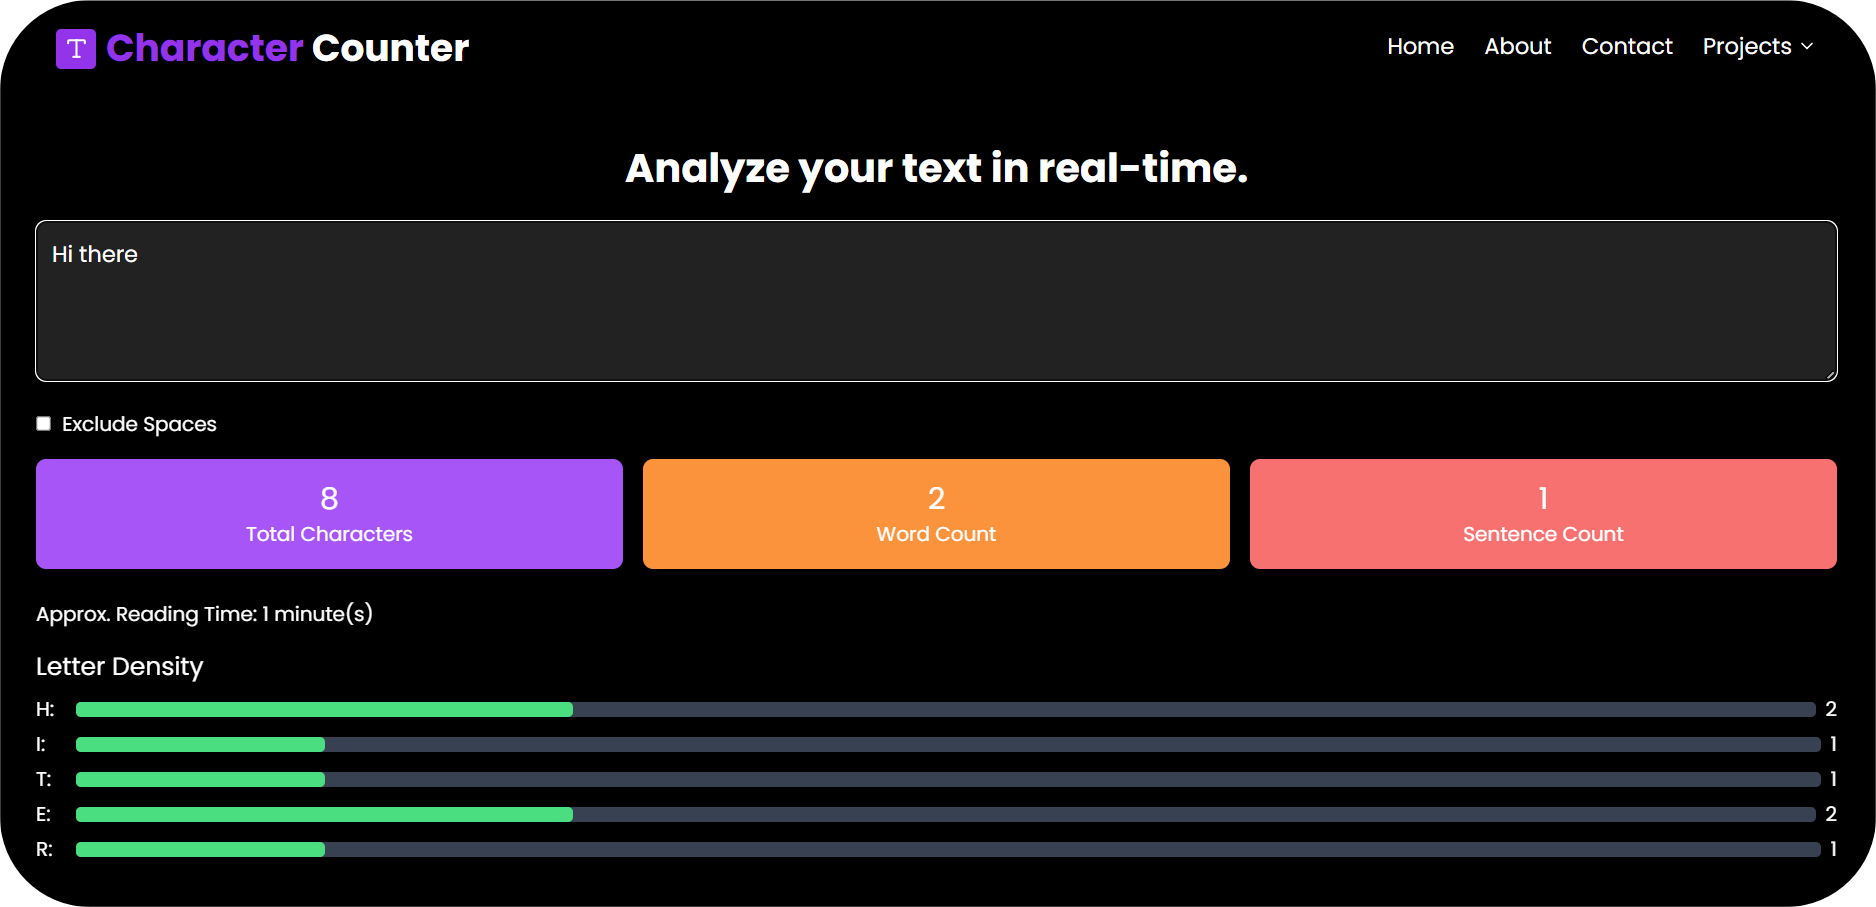 T Character Counter
Home About Contact Projects
Analyze your text in real-time.
Hi there
Exclude Spaces
8
Total Characters
2
Word Count
1
Sentence Count
Approx. Reading Time: 1 minute(s)
Letter Density
H: 2
I: 1
T: 1
E: 2
R: 1